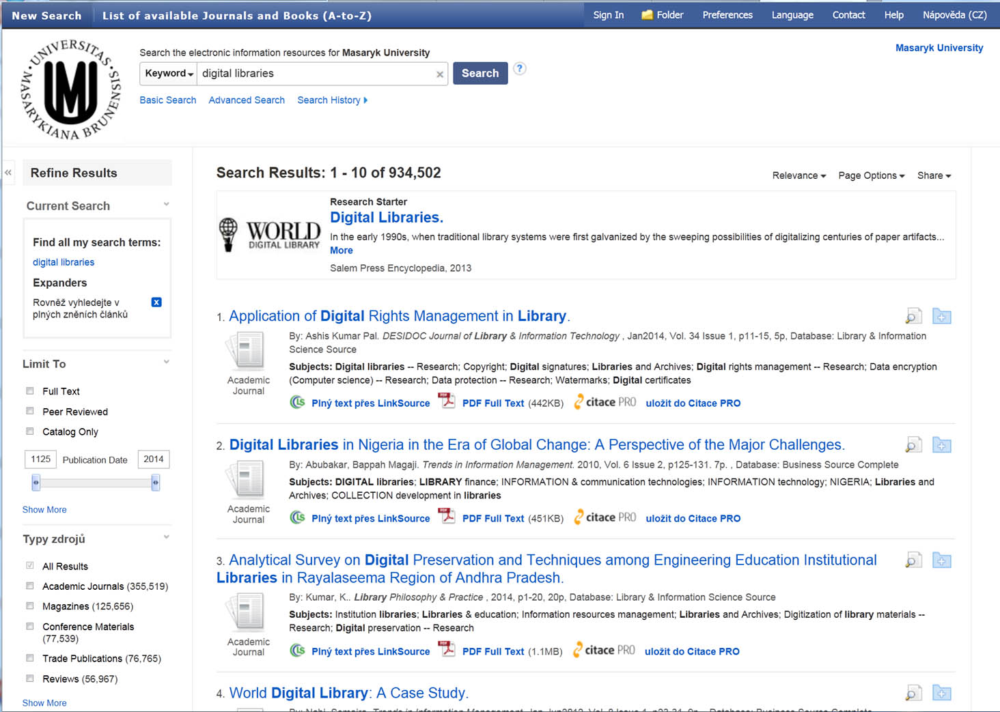 New Search
List of available Journals and Books (A-to-Z)
Sign In
Folder
Preferences
Language
Contact
Help
Nápověda (CZ)
UNIVERSITAS MASARYKIANA BRUNENSIS
MU
Search the electronic information resources for Masaryk University
Masaryk University
Keyword
digital libraries
×
Search
?
Basic Search
Advanced Search
Search History
«
Refine Results
Current Search
Find all my search terms:
digital libraries
Expanders
Rovněž vyhledejte v
plných zněních článků
x
Limit To
Full Text
Peer Reviewed
Catalog Only
1125
Publication Date
2014
Show More
Typy zdrojů
All Results
Academic Journals (355,519)
Magazines (125,656)
Conference Materials
(77,539)
Trade Publications (76,765)
Reviews (56,967)
Show More
Search Results: 1 - 10 of 934,502
Relevance
Page Options
Share
WORLD
DIGITAL LIBRARY
Research Starter
Digital Libraries.
In the early 1990s, when traditional library systems were first galvanized by the sweeping possibilities of digitalizing centuries of paper artifacts...
More
Salem Press Encyclopedia, 2013
1. Application of Digital Rights Management in Library.
Academic
Journal
By: Ashis Kumar Pal. DESIDOC Journal of Library & Information Technology , Jan2014, Vol. 34 Issue 1, p11-15, 5p, Database: Library & Information
Science Source
Subjects: Digital libraries -- Research; Copyright; Digital signatures; Libraries and Archives; Digital rights management -- Research; Data encryption
(Computer science) -- Research; Data protection -- Research; Watermarks; Digital certificates
Plný text přes LinkSource
PDF
PDF Full Text (442KB)
citace PRO
uložit do Citace PRO
2. Digital Libraries in Nigeria in the Era of Global Change: A Perspective of the Major Challenges.
Academic
Journal
By: Abubakar, Bappah Magaji. Trends in Information Management. 2010, Vol. 6 Issue 2, p125-131. 7p. , Database: Business Source Complete
Subjects: DIGITAL libraries; LIBRARY finance; INFORMATION & communication technologies; INFORMATION technology; NIGERIA; Libraries and
Archives; COLLECTION development in libraries
Plný text přes LinkSource
PDF
PDF Full Text (451KB)
citace PRO
uložit do Citace PRO
3. Analytical Survey on Digital Preservation and Techniques among Engineering Education Institutional
Libraries in Rayalaseema Region of Andhra Pradesh.
Academic
Journal
By: Kumar, K.. Library Philosophy & Practice , 2014, p1-20, 20p, Database: Library & Information Science Source
Subjects: Institution libraries; Libraries & education; Information resources management; Libraries and Archives; Digitization of library materials --
Research; Digital preservation -- Research
Plný text přes LinkSource
PDF
PDF Full Text (1.1MB)
citace PRO
uložit do Citace PRO
4. World Digital Library: A Case Study.